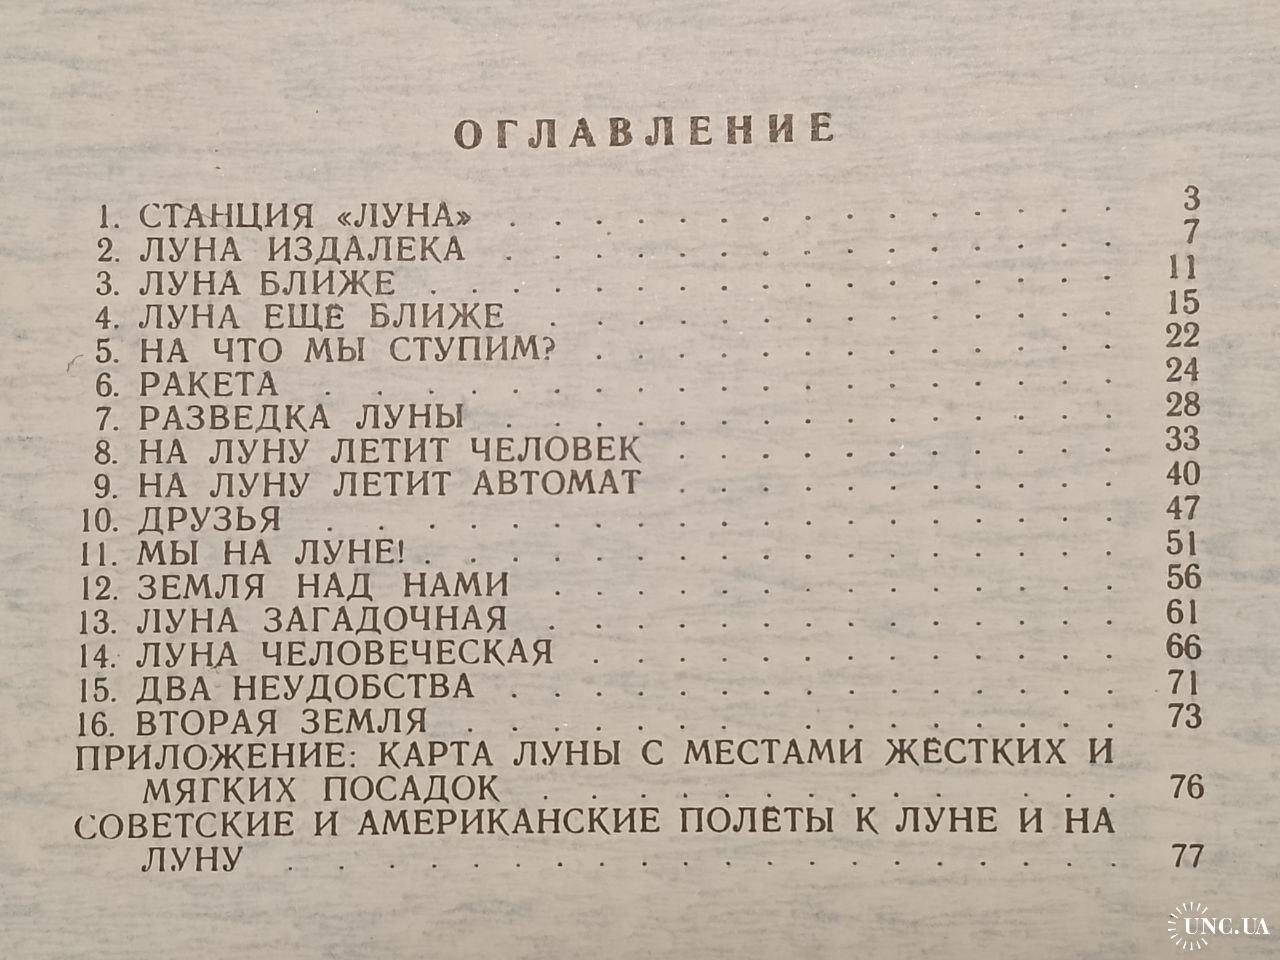 ОГЛАВЛЕНИЕ
1. СТАНЦИЯ «ЛУНА» . . . . . . . . . . . . . . . 3
2. ЛУНА ИЗДАЛЕКА . . . . . . . . . . . . . . . 7
3. ЛУНА БЛИЖЕ . . . . . . . . . . . . . . . . . 11
4. ЛУНА ЕЩЁ БЛИЖЕ . . . . . . . . . . . . . . 15
5. НА ЧТО МЫ СТУПИМ? . . . . . . . . . . . . . 22
6. РАКЕТА . . . . . . . . . . . . . . . . . . . 24
7. РАЗВЕДКА ЛУНЫ . . . . . . . . . . . . . . . 28
8. НА ЛУНУ ЛЕТИТ ЧЕЛОВЕК . . . . . . . . . . . 33
9. НА ЛУНУ ЛЕТИТ АВТОМАТ . . . . . . . . . . . 40
10. ДРУЗЬЯ . . . . . . . . . . . . . . . . . . . 47
11. МЫ НА ЛУНЕ! . . . . . . . . . . . . . . . . . 51
12. ЗЕМЛЯ НАД НАМИ . . . . . . . . . . . . . . 56
13. ЛУНА ЗАГАДОЧНАЯ . . . . . . . . . . . . . . 61
14. ЛУНА ЧЕЛОВЕЧЕСКАЯ . . . . . . . . . . . . . 66
15. ДВА НЕУДОБСТВА . . . . . . . . . . . . . . . 71
16. ВТОРАЯ ЗЕМЛЯ . . . . . . . . . . . . . . . . 73
ПРИЛОЖЕНИЕ: КАРТА ЛУНЫ С МЕСТАМИ ЖЁСТКИХ И
МЯГКИХ ПОСАДОК . . . . . . . . . . . . . . 76
СОВЕТСКИЕ И АМЕРИКАНСКИЕ ПОЛЁТЫ К ЛУНЕ И НА
ЛУНУ . . . . . . . . . . . . . . . . . . . . 77
UNC.UA